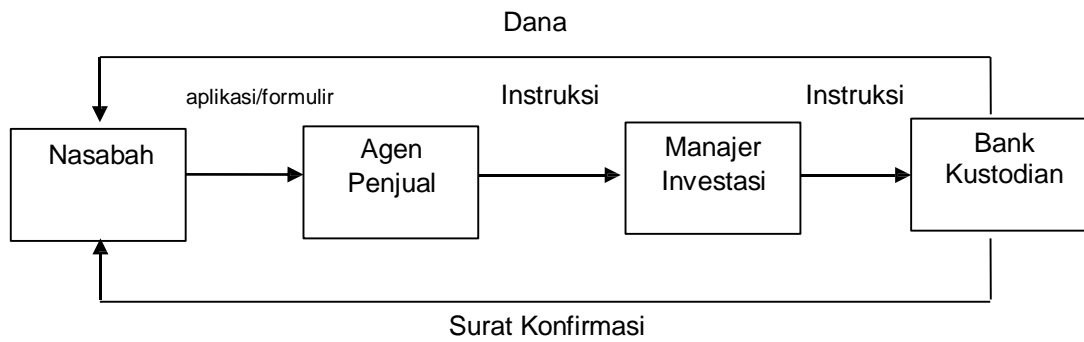 Dana
aplikasi/formulir
Instruksi
Instruksi
Nasabah
Agen
Penjual
Manajer
Investasi
Bank
Kustodian
Surat Konfirmasi